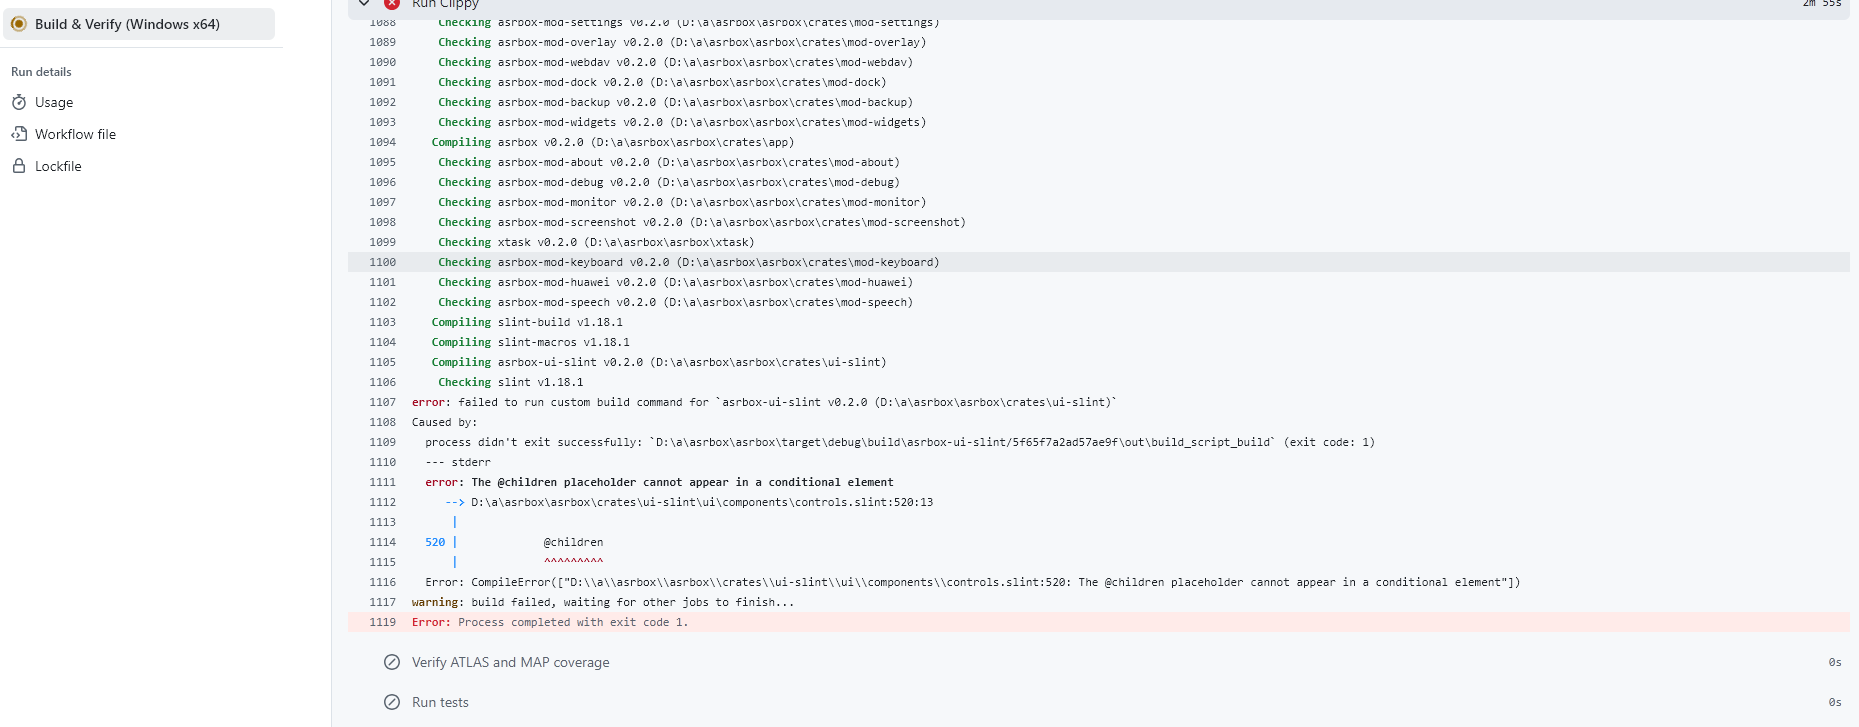 Build & Verify (Windows x64)
Run details
Usage
Workflow file
Lockfile
Run Clippy
2m 55s
1088 Checking asrbox-mod-settings v0.2.0 (D:\a\asrbox\asrbox\crates\mod-settings)
1089 Checking asrbox-mod-overlay v0.2.0 (D:\a\asrbox\asrbox\crates\mod-overlay)
1090 Checking asrbox-mod-webdav v0.2.0 (D:\a\asrbox\asrbox\crates\mod-webdav)
1091 Checking asrbox-mod-dock v0.2.0 (D:\a\asrbox\asrbox\crates\mod-dock)
1092 Checking asrbox-mod-backup v0.2.0 (D:\a\asrbox\asrbox\crates\mod-backup)
1093 Checking asrbox-mod-widgets v0.2.0 (D:\a\asrbox\asrbox\crates\mod-widgets)
1094 Compiling asrbox v0.2.0 (D:\a\asrbox\asrbox\crates\app)
1095 Checking asrbox-mod-about v0.2.0 (D:\a\asrbox\asrbox\crates\mod-about)
1096 Checking asrbox-mod-debug v0.2.0 (D:\a\asrbox\asrbox\crates\mod-debug)
1097 Checking asrbox-mod-monitor v0.2.0 (D:\a\asrbox\asrbox\crates\mod-monitor)
1098 Checking asrbox-mod-screenshot v0.2.0 (D:\a\asrbox\asrbox\crates\mod-screenshot)
1099 Checking xtask v0.2.0 (D:\a\asrbox\asrbox\xtask)
1100 Checking asrbox-mod-keyboard v0.2.0 (D:\a\asrbox\asrbox\crates\mod-keyboard)
1101 Checking asrbox-mod-huawei v0.2.0 (D:\a\asrbox\asrbox\crates\mod-huawei)
1102 Checking asrbox-mod-speech v0.2.0 (D:\a\asrbox\asrbox\crates\mod-speech)
1103 Compiling slint-build v1.18.1
1104 Compiling slint-macros v1.18.1
1105 Compiling asrbox-ui-slint v0.2.0 (D:\a\asrbox\asrbox\crates\ui-slint)
1106 Checking slint v1.18.1
1107 error: failed to run custom build command for `asrbox-ui-slint v0.2.0 (D:\a\asrbox\asrbox\crates\ui-slint)`
1108 Caused by:
1109 process didn't exit successfully: `D:\a\asrbox\asrbox\target\debug\build\asrbox-ui-slint/5f65f7a2ad57ae9f\out\build_script_build` (exit code: 1)
1110 --- stderr
1111 error: The @children placeholder cannot appear in a conditional element
1112 --> D:\a\asrbox\asrbox\crates\ui-slint\ui\components\controls.slint:520:13
1113 |
1114 520 | @children
1115 | ^^^^^^^^^
1116 Error: CompileError(["D:\\a\\asrbox\\asrbox\\crates\\ui-slint\\ui\\components\\controls.slint:520: The @children placeholder cannot appear in a conditional element"])
1117 warning: build failed, waiting for other jobs to finish...
1119 Error: Process completed with exit code 1.
Verify ATLAS and MAP coverage
0s
Run tests
0s